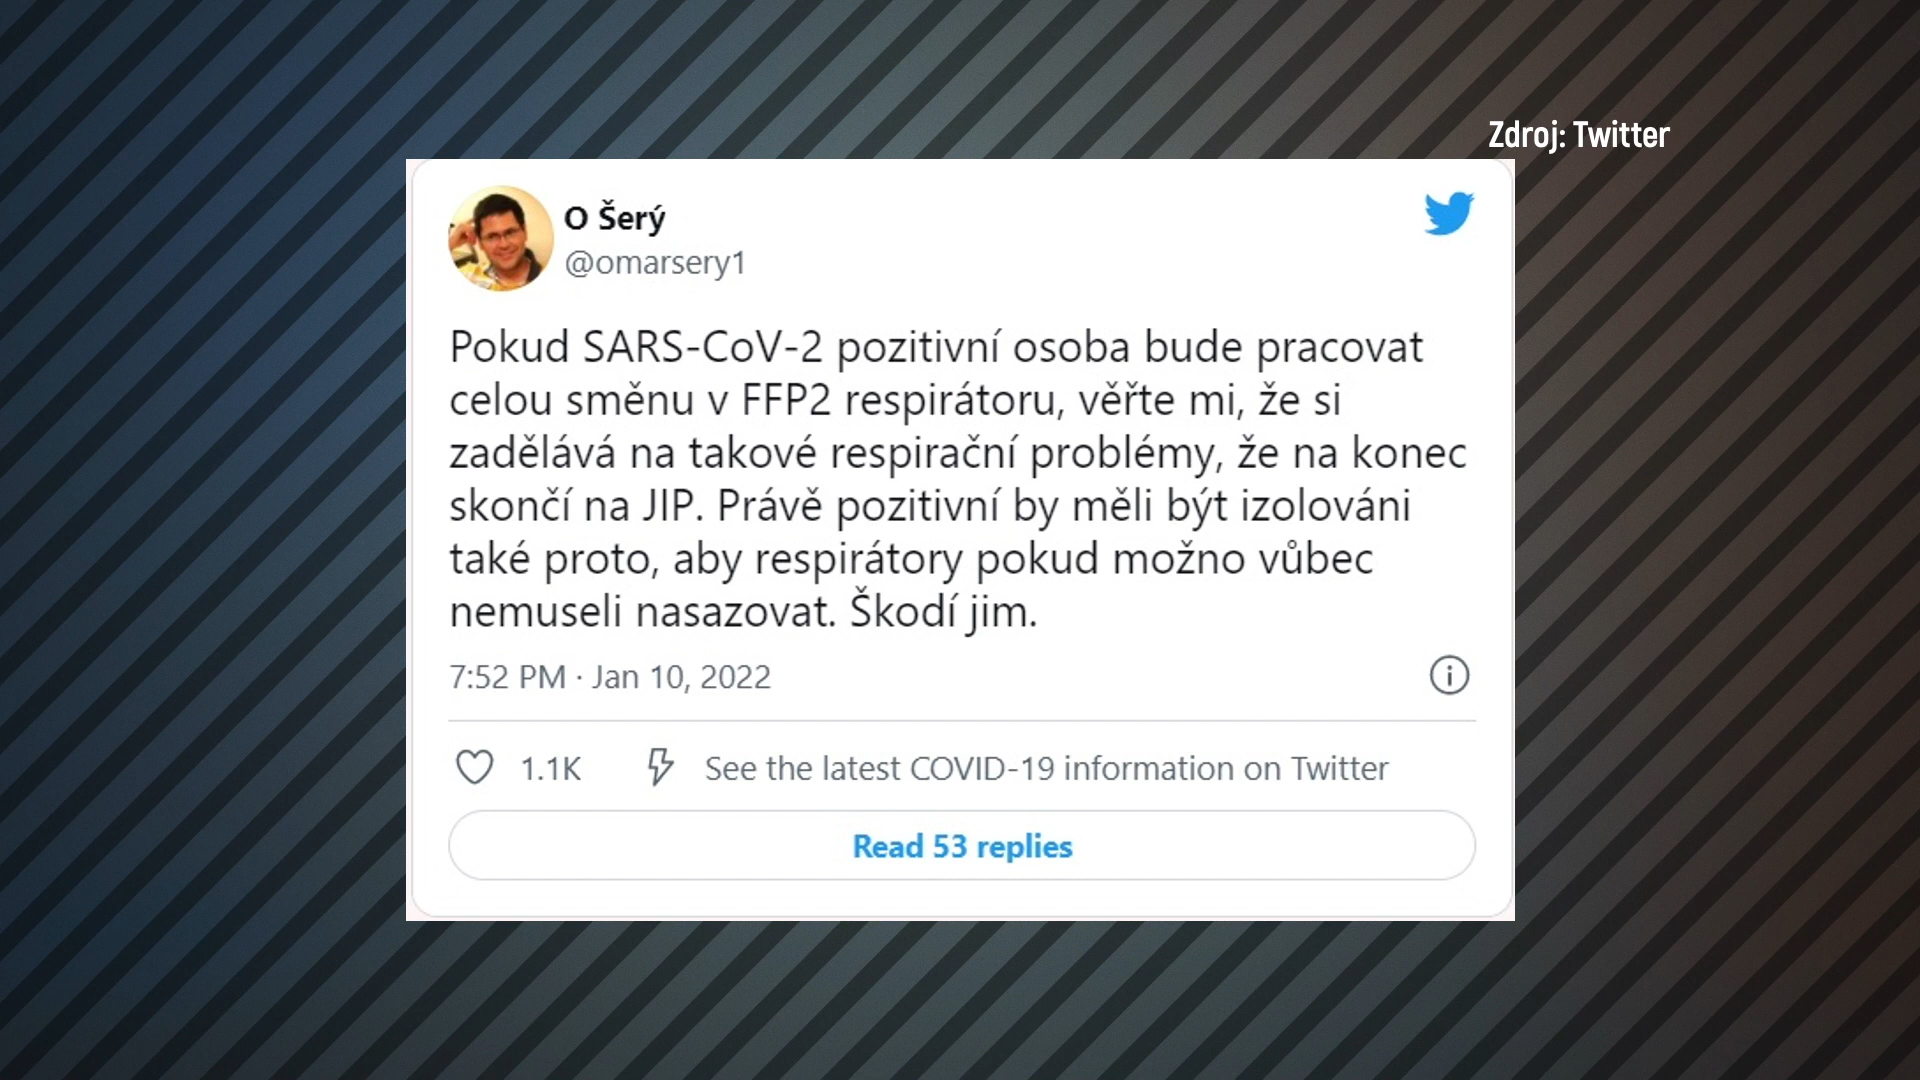 Zdroj: Twitter
O Šerý
@omarsery1
Pokud SARS-CoV-2 pozitivní osoba bude pracovat
celou směnu v FFP2 respirátoru, věřte mi, že si
zadělává na takové respirační problémy, že na konec
skončí na JIP. Právě pozitivní by měli být izolováni
také proto, aby respirátory pokud možno vůbec
nemuseli nasazovat. Škodí jim.
7:52 PM · Jan 10, 2022
1.1K See the latest COVID-19 information on Twitter
Read 53 replies